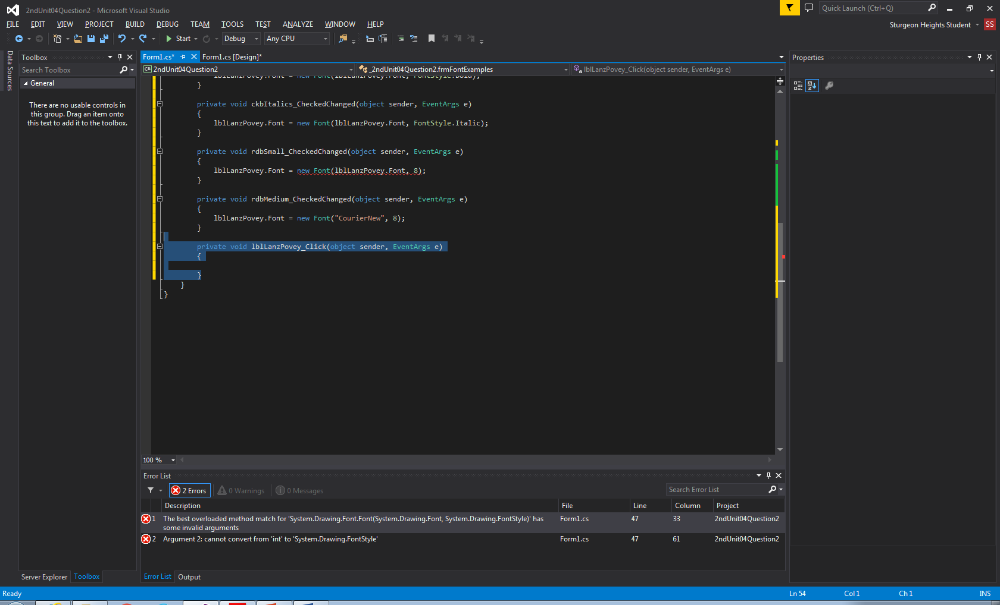 2ndUnit04Question2 - Microsoft Visual Studio
Quick Launch (Ctrl+Q)
FILE EDIT VIEW PROJECT BUILD DEBUG TEAM TOOLS TEST ANALYZE WINDOW HELP
Sturgeon Heights Student SS
Start Debug Any CPU
Data Sources
Toolbox
Search Toolbox
General
There are no usable controls in
this group. Drag an item onto
this text to add it to the toolbox.
Form1.cs* Form1.cs [Design]*
2ndUnit04Question2 _2ndUnit04Question2.frmFontExamples lblLanzPovey_Click(object sender, EventArgs e)
lblLanzPovey.Font = new Font(lblLanzPovey.Font, FontStyle.Bold);
}
private void ckbItalics_CheckedChanged(object sender, EventArgs e)
{
lblLanzPovey.Font = new Font(lblLanzPovey.Font, FontStyle.Italic);
}
private void rdbSmall_CheckedChanged(object sender, EventArgs e)
{
lblLanzPovey.Font = new Font(lblLanzPovey.Font, 8);
}
private void rdbMedium_CheckedChanged(object sender, EventArgs e)
{
lblLanzPovey.Font = new Font("CourierNew", 8);
}
private void lblLanzPovey_Click(object sender, EventArgs e)
{
}
}
}
100 %
Error List
2 Errors 0 Warnings 0 Messages
Search Error List
Description File Line Column Project
1 The best overloaded method match for 'System.Drawing.Font.Font(System.Drawing.Font, System.Drawing.FontStyle)' has Form1.cs 47 33 2ndUnit04Question2
some invalid arguments
2 Argument 2: cannot convert from 'int' to 'System.Drawing.FontStyle' Form1.cs 47 61 2ndUnit04Question2
Server Explorer Toolbox
Error List Output
Properties
Ready
Ln 54 Col 1 Ch 1 INS